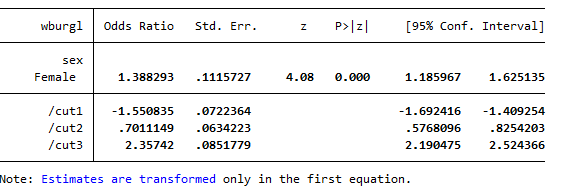 wburgl Odds Ratio Std. Err. z P>|z| [95% Conf. Interval]
sex
Female 1.388293 .1115727 4.08 0.000 1.185967 1.625135
/cut1 -1.550835 .0722364 -1.692416 -1.409254
/cut2 .7011149 .0634223 .5768096 .8254203
/cut3 2.35742 .0851779 2.190475 2.524366
Note: Estimates are transformed only in the first equation.